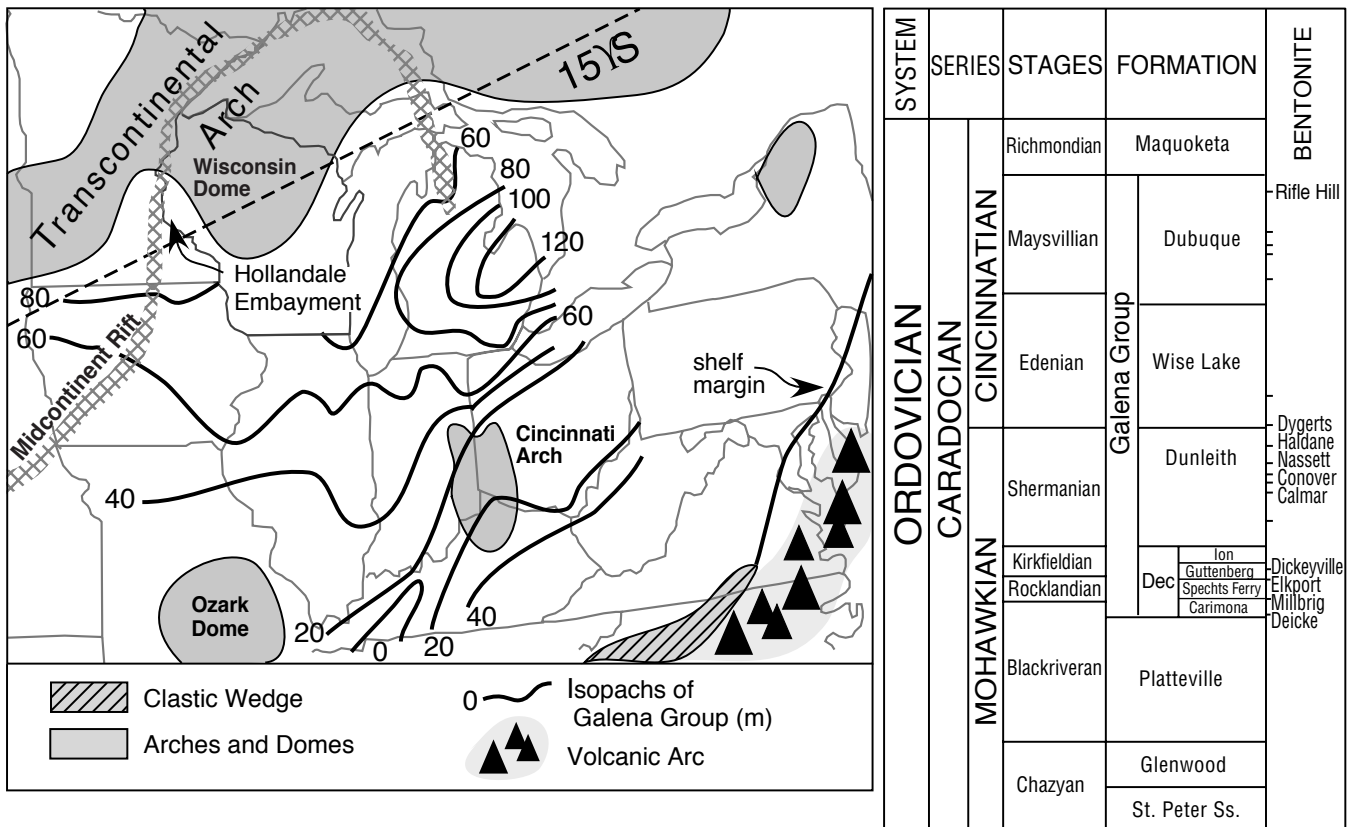 Transcontinental
Arch
15ϒS
Wisconsin
Dome
Hollandale
Embayment
Midcontinent Rift
60
80
100
120
60
80
60
40
shelf
margin
Cincinnati
Arch
Ozark
Dome
20
0
20
40
Clastic Wedge
Arches and Domes
0
Isopachs of
Galena Group (m)
Volcanic Arc
SYSTEM
SERIES
STAGES
FORMATION
BENTONITE
ORDOVICIAN
CARADOCIAN
CINCINNATIAN
MOHAWKIAN
Richmondian
Maysvillian
Edenian
Shermanian
Kirkfieldian
Rocklandian
Blackriveran
Chazyan
Maquoketa
Galena Group
Dubuque
Wise Lake
Dunleith
Dec
Ion
Guttenberg
Spechts Ferry
Carimona
Platteville
Glenwood
St. Peter Ss.
Rifle Hill
Dygerts
Haldane
Nassett
Conover
Calmar
Dickeyville
Elkport
Millbrig
Deicke